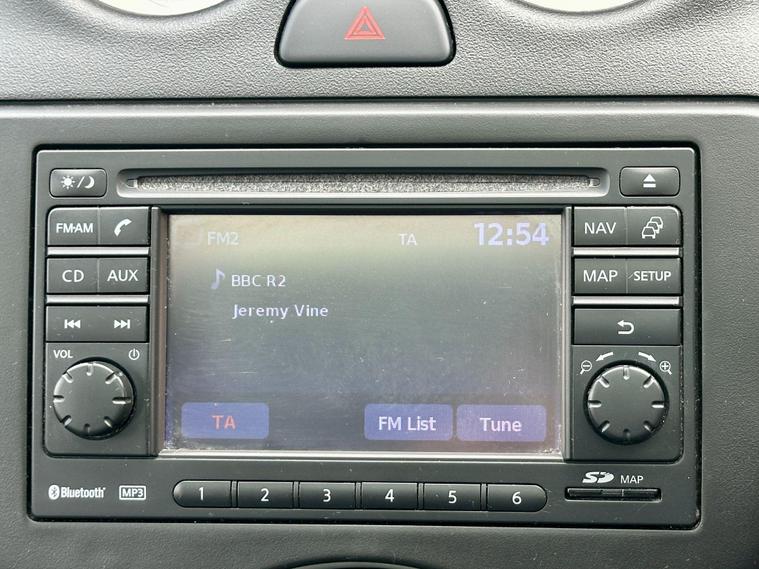 FM2 TA 12:54
FM•AM NAV
BBC R2
CD AUX MAP SETUP
Jeremy Vine
VOL
TA FM List Tune
Bluetooth MP3 1 2 3 4 5 6 SD MAP